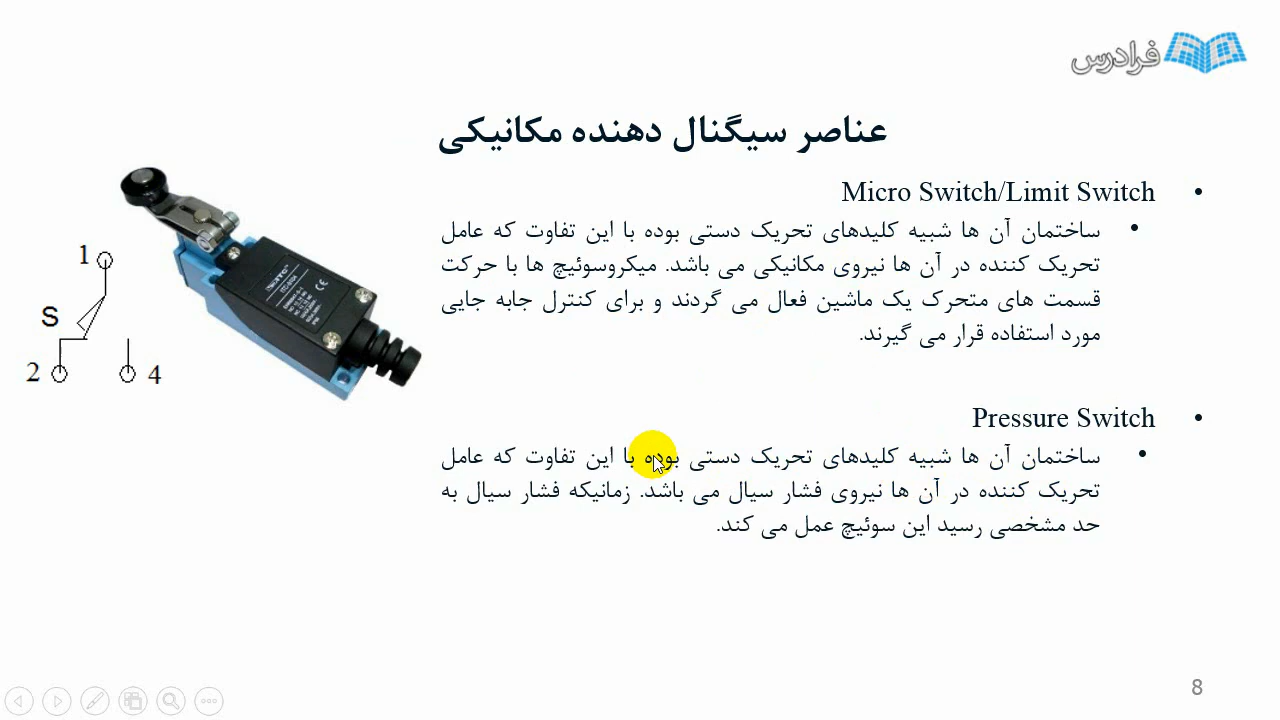 فرادرس
عناصر سیگنال دهنده مکانیکی
• Micro Switch/Limit Switch
• ساختمان آن ها شبیه کلیدهای تحریک دستی بوده با این تفاوت که عامل
تحریک کننده در آن ها نیروی مکانیکی می باشد. میکروسوئیچ ها با حرکت
قسمت های متحرک یک ماشین فعال می گردند و برای کنترل جابه جایی
مورد استفاده قرار می گیرند.
1
S
2
4
CE
• Pressure Switch
• ساختمان آن ها شبیه کلیدهای تحریک دستی بوده با این تفاوت که عامل
تحریک کننده در آن ها نیروی فشار سیال می باشد. زمانیکه فشار سیال به
حد مشخصی رسید این سوئیچ عمل می کند.
8